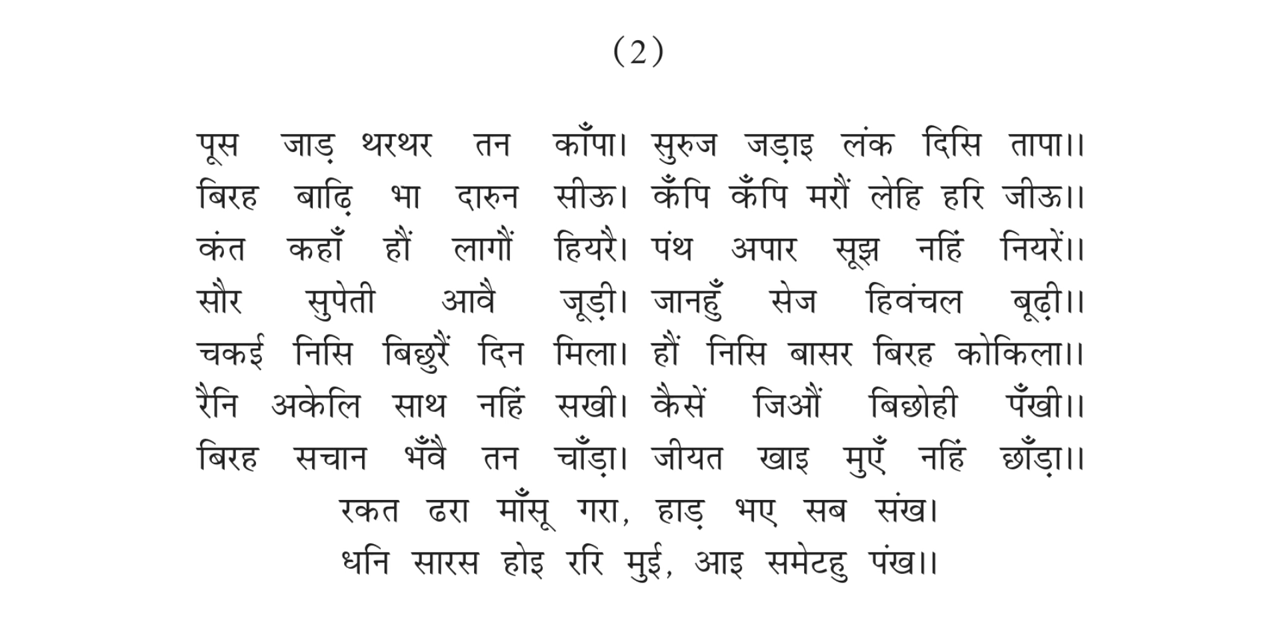 (2)
पूस जाड़ थरथर तन काँपा। सुरुज जड़ाइ लंक दिसि तापा।।
बिरह बाढ़ि भा दारुन सीऊ। कँपि कँपि मरौं लेहि हरि जीऊ।।
कंत कहाँ हौं लागौं हियरै। पंथ अपार सूझ नहिं नियरें।।
सौर सुपेती आवै जूड़ी। जानहुँ सेज हिवंचल बूढ़ी।।
चकई निसि बिछुरैं दिन मिला। हौं निसि बासर बिरह कोकिला।।
रैनि अकेलि साथ नहिं सखी। कैसें जिऔं बिछोही पँखी।।
बिरह सचान भँवै तन चाँड़ा। जीयत खाइ मुएँ नहिं छाँड़ा।।
रकत ढरा माँसू गरा, हाड़ भए सब संख।
धनि सारस होइ ररि मुई, आइ समेटहु पंख।।